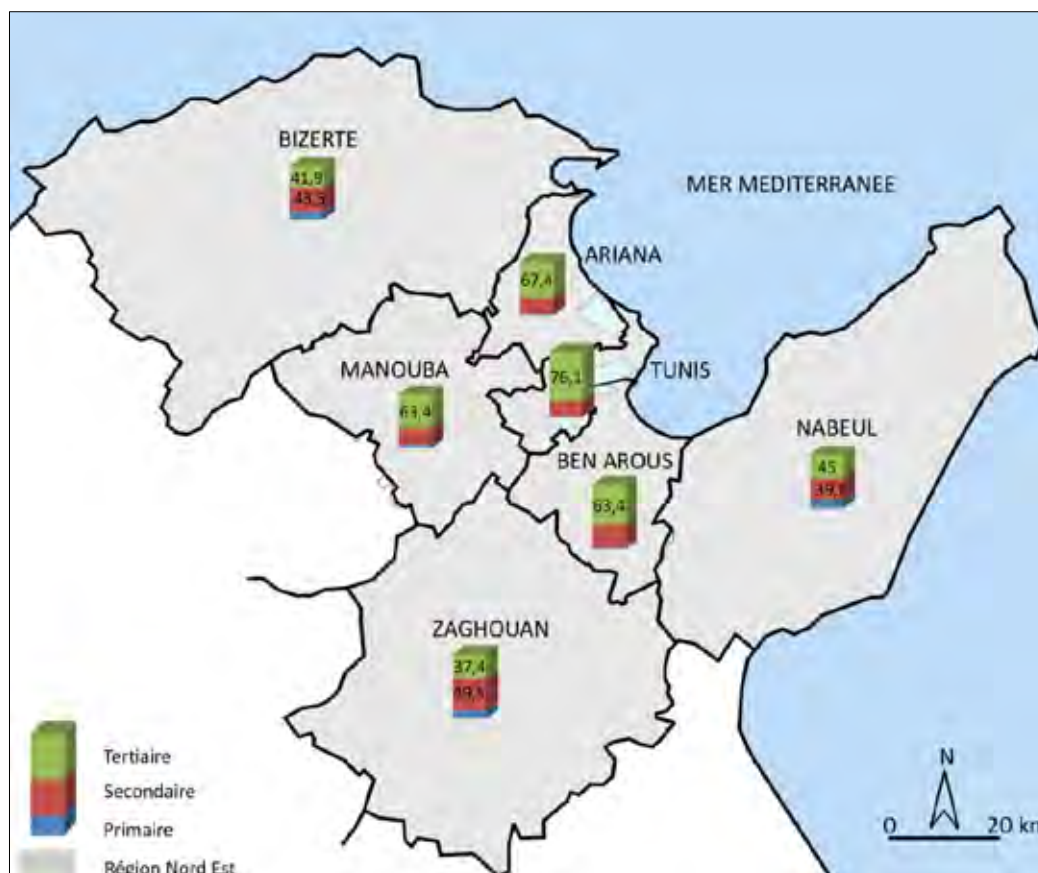 BIZERTE
41,9
43,5
MER MEDITERRANEE
ARIANA
67,4
MANOUBA
63,4
TUNIS
76,1
NABEUL
45
BEN AROUS
63,4
ZAGHOUAN
37,4
Tertiaire
Secondaire
Primaire
Région Nord Est
N
0 20 km